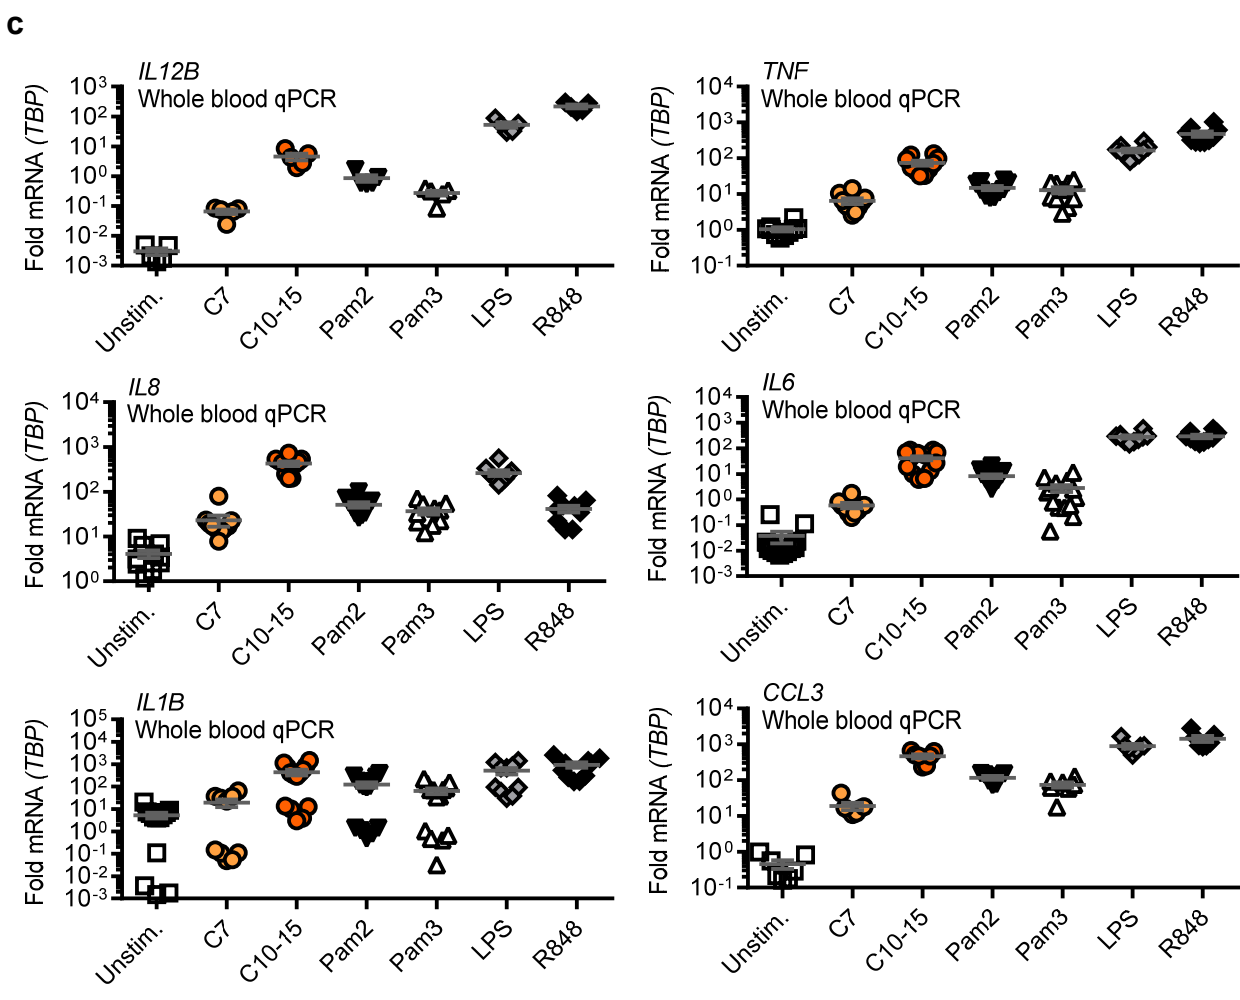 c
IL12B
Whole blood qPCR
Fold mRNA (TBP)
10³
10²
10¹
10⁰
10⁻¹
10⁻²
10⁻³
Unstim.
C7
C10-15
Pam2
Pam3
LPS
R848
TNF
Whole blood qPCR
Fold mRNA (TBP)
10⁴
10³
10²
10¹
10⁰
10⁻¹
Unstim.
C7
C10-15
Pam2
Pam3
LPS
R848
IL8
Whole blood qPCR
Fold mRNA (TBP)
10⁴
10³
10²
10¹
10⁰
Unstim.
C7
C10-15
Pam2
Pam3
LPS
R848
IL6
Whole blood qPCR
Fold mRNA (TBP)
10⁴
10³
10²
10¹
10⁰
10⁻¹
10⁻²
10⁻³
Unstim.
C7
C10-15
Pam2
Pam3
LPS
R848
IL1B
Whole blood qPCR
Fold mRNA (TBP)
10⁵
10⁴
10³
10²
10¹
10⁰
10⁻¹
10⁻²
10⁻³
Unstim.
C7
C10-15
Pam2
Pam3
LPS
R848
CCL3
Whole blood qPCR
Fold mRNA (TBP)
10⁴
10³
10²
10¹
10⁰
10⁻¹
Unstim.
C7
C10-15
Pam2
Pam3
LPS
R848